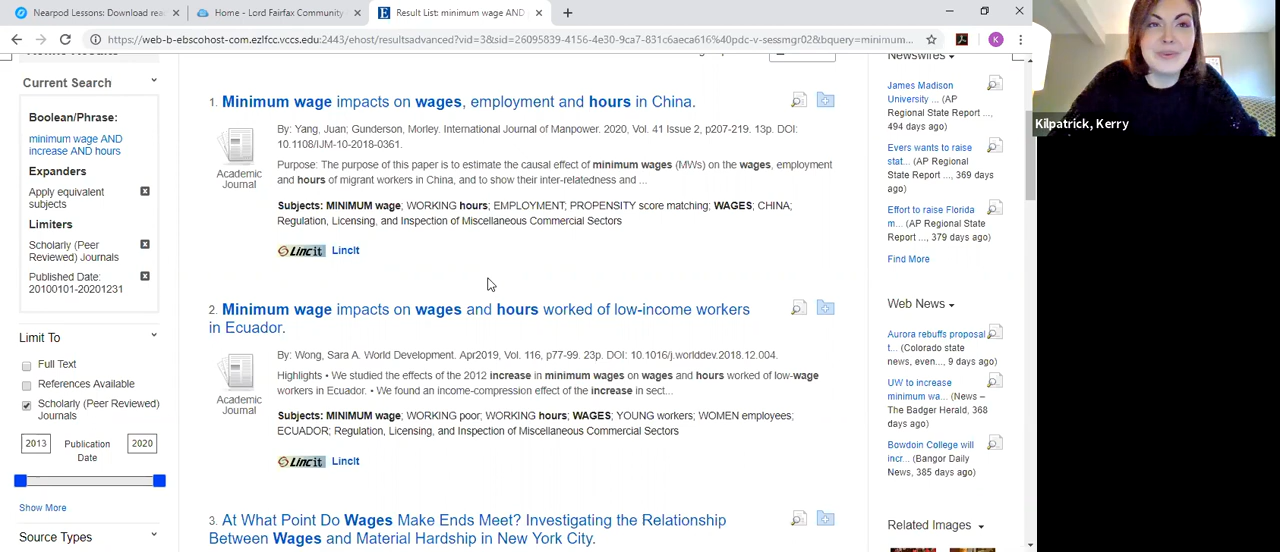 Nearpod Lessons: Download rea
Home - Lord Fairfax Community
Result List: minimum wage AND
https://web-b-ebscohost-com.ezlfcc.vccs.edu:2443/ehost/resultsadvanced?
sid=26095839-4156-4e30-9ca7-831c6aeca616%40pdc-v-sessmgr02&bquery=minimum...
K
Current Search
Boolean/Phrase:
minimum wage AND
increase AND hours
Expanders
Apply equivalent
subjects
Limiters
Scholarly (Peer
Reviewed) Journals
Published Date:
20100101-20201231
Limit To
Full Text
References Available
Scholarly (Peer Reviewed)
Journals
2013
Publication
Date
2020
Show More
Source Types
1. Minimum wage impacts on wages, employment and hours in China.
By: Yang, Juan; Gunderson, Morley. International Journal of Manpower. 2020, Vol. 41 Issue 2, p207-219. 13p. DOI:
10.1108/IJM-10-2018-0361.
Academic
Journal
Purpose: The purpose of this paper is to estimate the causal effect of minimum wages (MWs) on the wages, employment
and hours of migrant workers in China, and to show their inter-relatedness and ...
Subjects: MINIMUM wage; WORKING hours; EMPLOYMENT; PROPENSITY score matching; WAGES; CHINA;
Regulation, Licensing, and Inspection of Miscellaneous Commercial Sectors
Lincit LincIt
2. Minimum wage impacts on wages and hours worked of low-income workers
in Ecuador.
By: Wong, Sara A. World Development. Apr2019, Vol. 116, p77-99. 23p. DOI: 10.1016/j.worlddev.2018.12.004.
Academic
Journal
Highlights • We studied the effects of the 2012 increase in minimum wages on wages and hours worked of low-wage
workers in Ecuador. • We found an income-compression effect of the increase in sect...
Subjects: MINIMUM wage; WORKING poor; WORKING hours; WAGES; YOUNG workers; WOMEN employees;
ECUADOR; Regulation, Licensing, and Inspection of Miscellaneous Commercial Sectors
Lincit LincIt
3. At What Point Do Wages Make Ends Meet? Investigating the Relationship
Between Wages and Material Hardship in New York City.
Newswires
James Madison
University ... (AP
Regional State
Report ...,
494 days ago)
Evers wants to raise
stat... (AP Regional
State Report ...,
369 days
ago)
Effort to raise Florida
m... (AP Regional State
Report ..., 379 days ago)
Find More
Web News
Aurora rebuffs proposal
t... (Colorado state
news, even..., 9 days ago)
UW to increase
minimum wa... (News –
The Badger Herald, 368
days ago)
Bowdoin College will
incr... (Bangor Daily
News, 385 days ago)
Related Images
Kilpatrick, Kerry